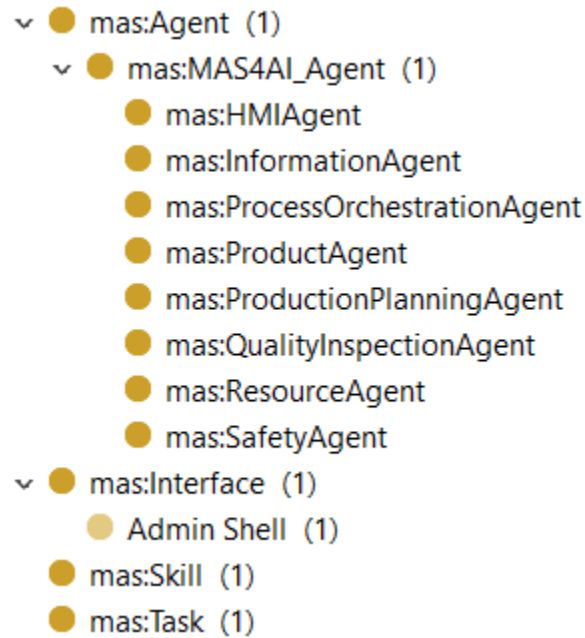 mas:Agent (1)
mas:MAS4AI_Agent (1)
mas:HMIAgent
mas:InformationAgent
mas:ProcessOrchestrationAgent
mas:ProductAgent
mas:ProductionPlanningAgent
mas:QualityInspectionAgent
mas:ResourceAgent
mas:SafetyAgent
mas:Interface (1)
Admin Shell (1)
mas:Skill (1)
mas:Task (1)